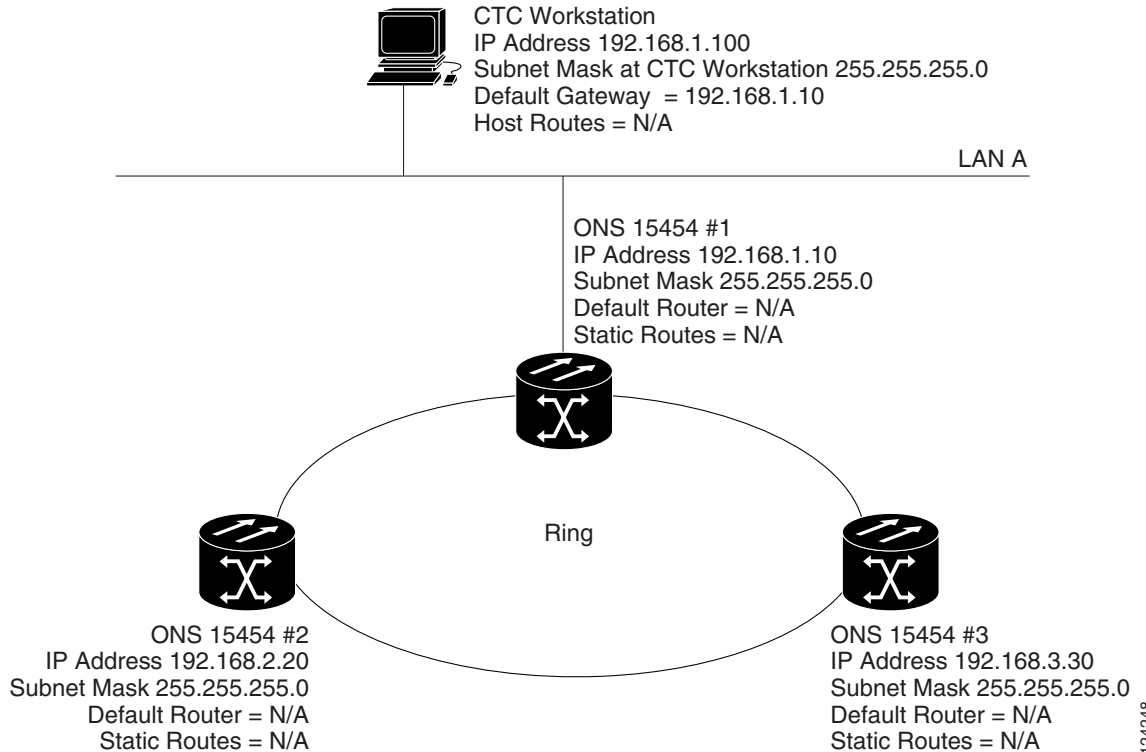 CTC Workstation
IP Address 192.168.1.100
Subnet Mask at CTC Workstation 255.255.255.0
Default Gateway  = 192.168.1.10
Host Routes = N/A
LAN A
ONS 15454 #1
IP Address 192.168.1.10
Subnet Mask 255.255.255.0
Default Router = N/A
Static Routes = N/A
Ring
ONS 15454 #2
IP Address 192.168.2.20
Subnet Mask 255.255.255.0
Default Router = N/A
Static Routes = N/A
ONS 15454 #3
IP Address 192.168.3.30
Subnet Mask 255.255.255.0
Default Router = N/A
Static Routes = N/A